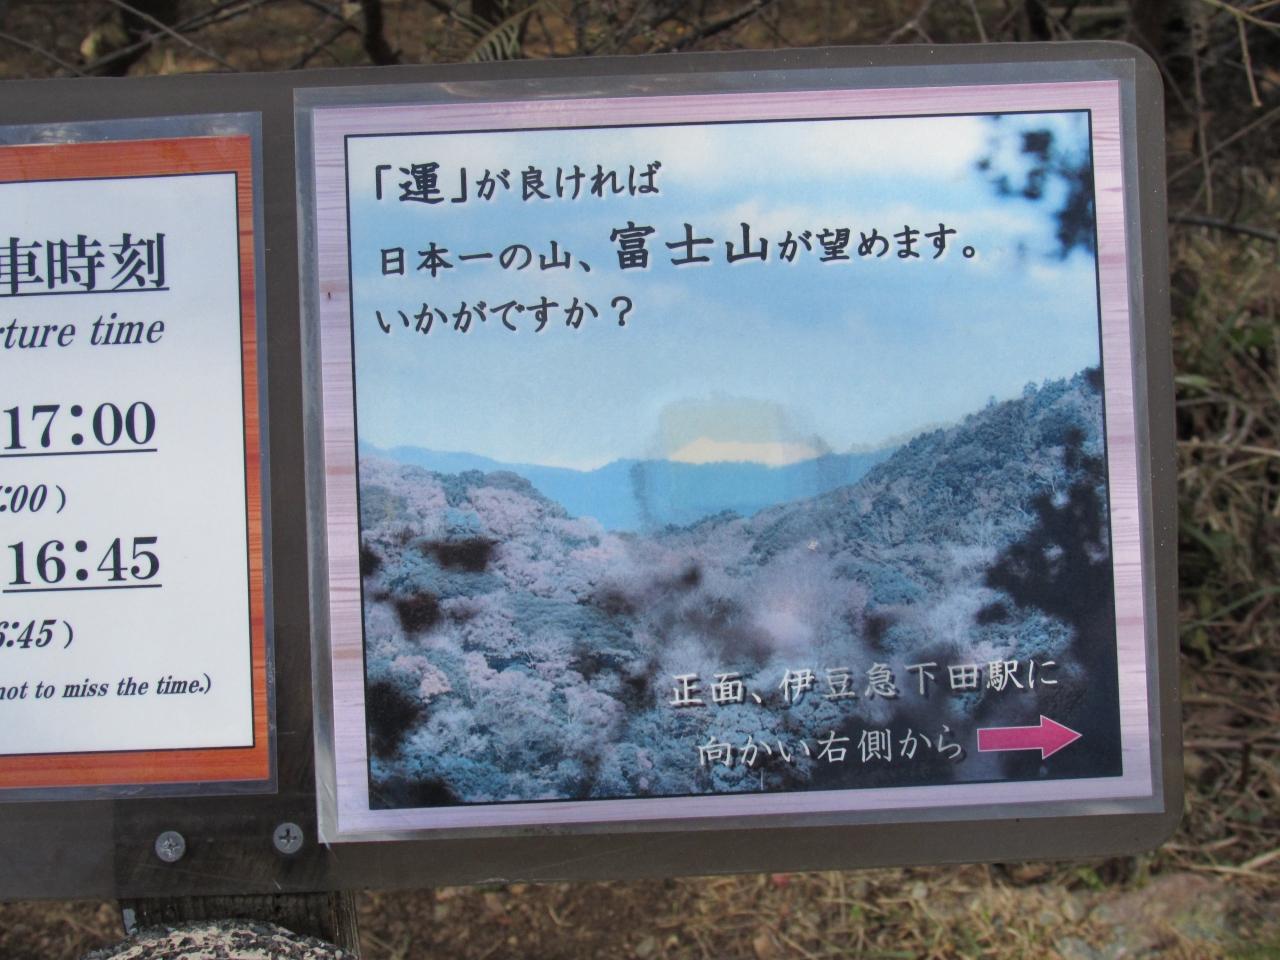 車時刻
rture time
17:00
:00）
16:45
6:45）
not to miss the time.)
「運」が良ければ
日本一の山、富士山が望めます。
いかがですか？
正面、伊豆急下田駅に
向かい右側から